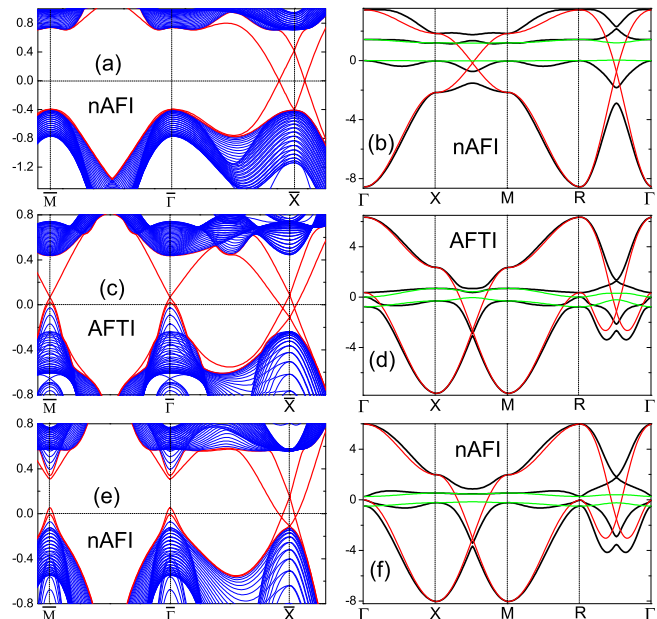 0.8
0.4
0.0
-0.4
-0.8
-1.2
(a)
nAFI
M Γ X
0
-4
-8
(b)
nAFI
Γ X M R Γ
0.8
0.4
0.0
-0.4
-0.8
(c)
AFTI
M Γ X
4
0
-4
AFTI
(d)
Γ X M R Γ
0.8
0.4
0.0
-0.4
-0.8
(e)
nAFI
M Γ X
4
0
-4
-8
nAFI
(f)
Γ X M R Γ